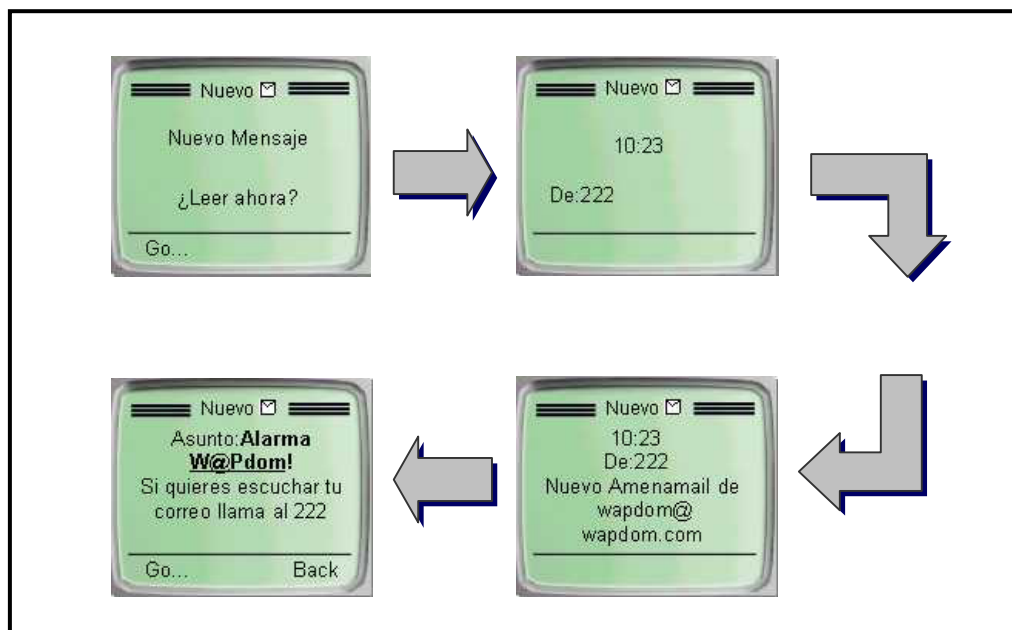 Nuevo
Nuevo Mensaje
¿Leer ahora?
Go...
Nuevo
10:23
De:222
Nuevo
10:23
De:222
Nuevo Amenamail de
wapdom@
wapdom.com
Nuevo
Asunto:Alarma
W@Pdom!
Si quieres escuchar tu
correo llama al 222
Go... Back